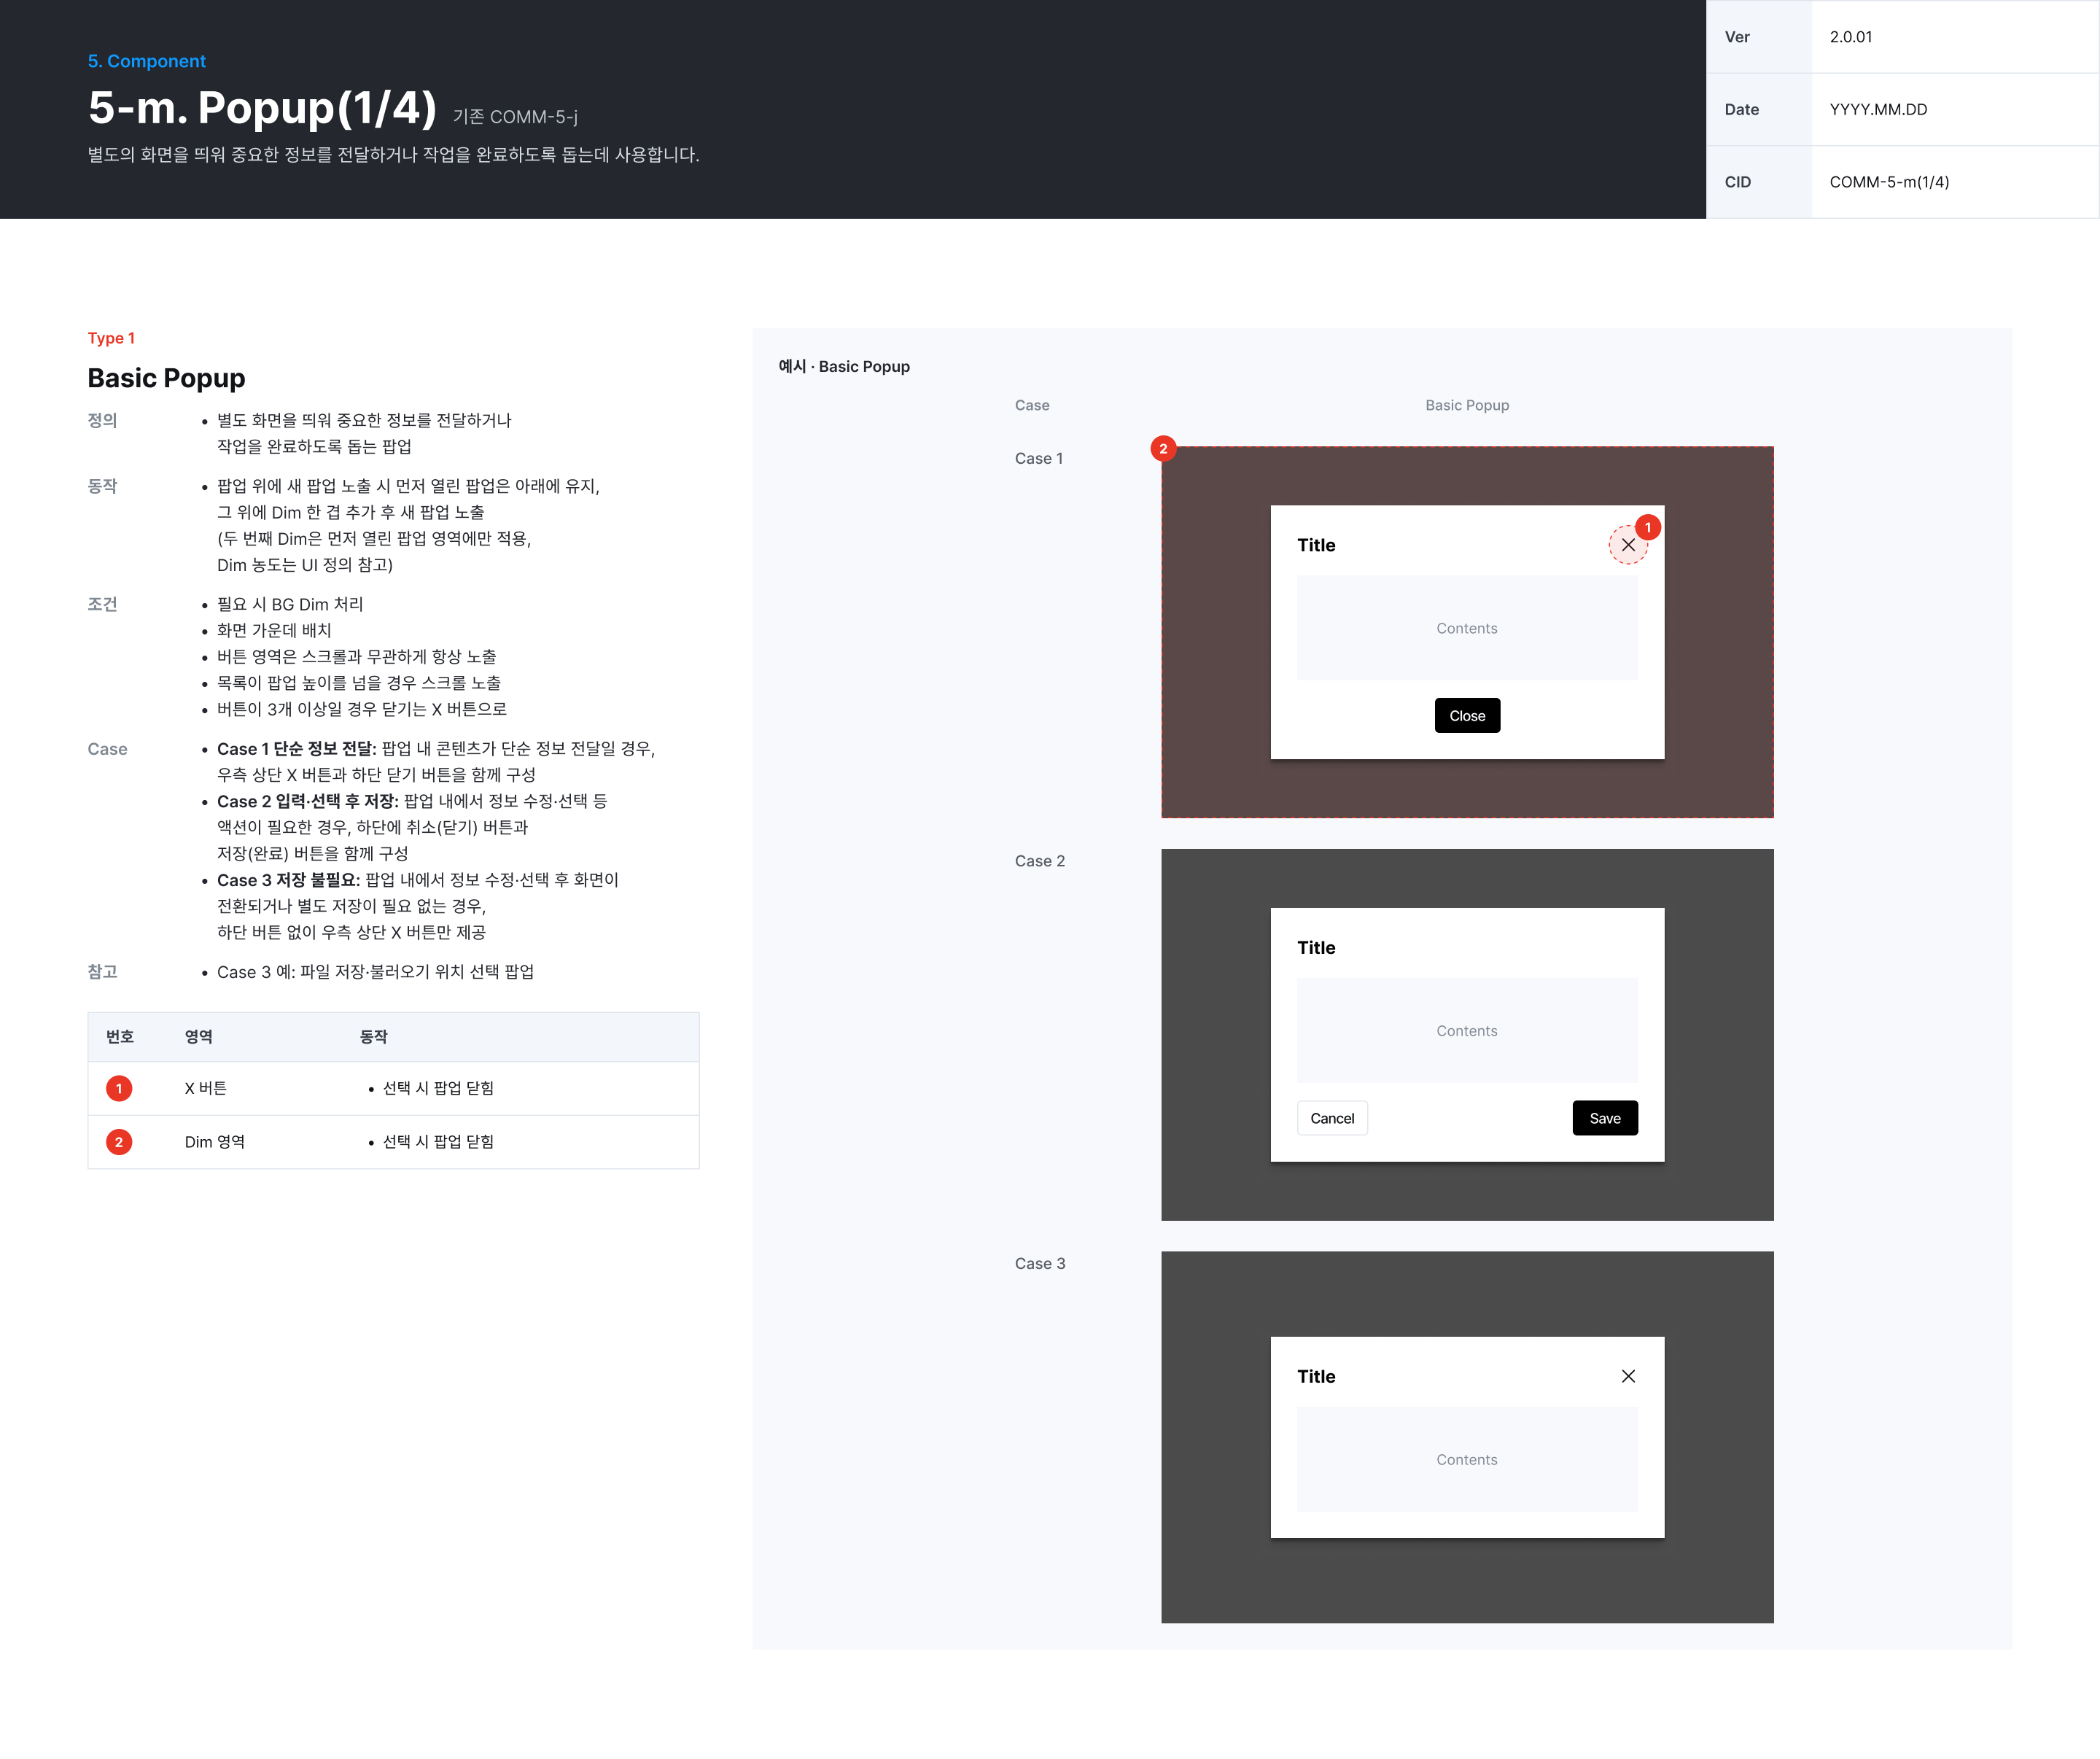 5. Component
5-m. Popup(1/4) 기존 COMM-5-j
별도의 화면을 띄워 중요한 정보를 전달하거나 작업을 완료하도록 돕는데 사용합니다.
Ver 2.0.01
Date YYYY.MM.DD
CID COMM-5-m(1/4)
Type 1
Basic Popup
정의
• 별도 화면을 띄워 중요한 정보를 전달하거나
작업을 완료하도록 돕는 팝업
동작
• 팝업 위에 새 팝업 노출 시 먼저 열린 팝업은 아래에 유지,
그 위에 Dim 한 겹 추가 후 새 팝업 노출
(두 번째 Dim은 먼저 열린 팝업 영역에만 적용,
Dim 농도는 UI 정의 참고)
조건
• 필요 시 BG Dim 처리
• 화면 가운데 배치
• 버튼 영역은 스크롤과 무관하게 항상 노출
• 목록이 팝업 높이를 넘을 경우 스크롤 노출
• 버튼이 3개 이상일 경우 닫기는 X 버튼으로
Case
• Case 1 단순 정보 전달: 팝업 내 콘텐츠가 단순 정보 전달일 경우,
우측 상단 X 버튼과 하단 닫기 버튼을 함께 구성
• Case 2 입력·선택 후 저장: 팝업 내에서 정보 수정·선택 등
액션이 필요한 경우, 하단에 취소(닫기) 버튼과
저장(완료) 버튼을 함께 구성
• Case 3 저장 불필요: 팝업 내에서 정보 수정·선택 후 화면이
전환되거나 별도 저장이 필요 없는 경우,
하단 버튼 없이 우측 상단 X 버튼만 제공
참고
• Case 3 예: 파일 저장·불러오기 위치 선택 팝업
번호 영역 동작
1 X 버튼 • 선택 시 팝업 닫힘
2 Dim 영역 • 선택 시 팝업 닫힘
예시 · Basic Popup
Case Basic Popup
Case 1
2
1
Title
Contents
Close
Case 2
Title
Contents
Cancel Save
Case 3
Title
Contents